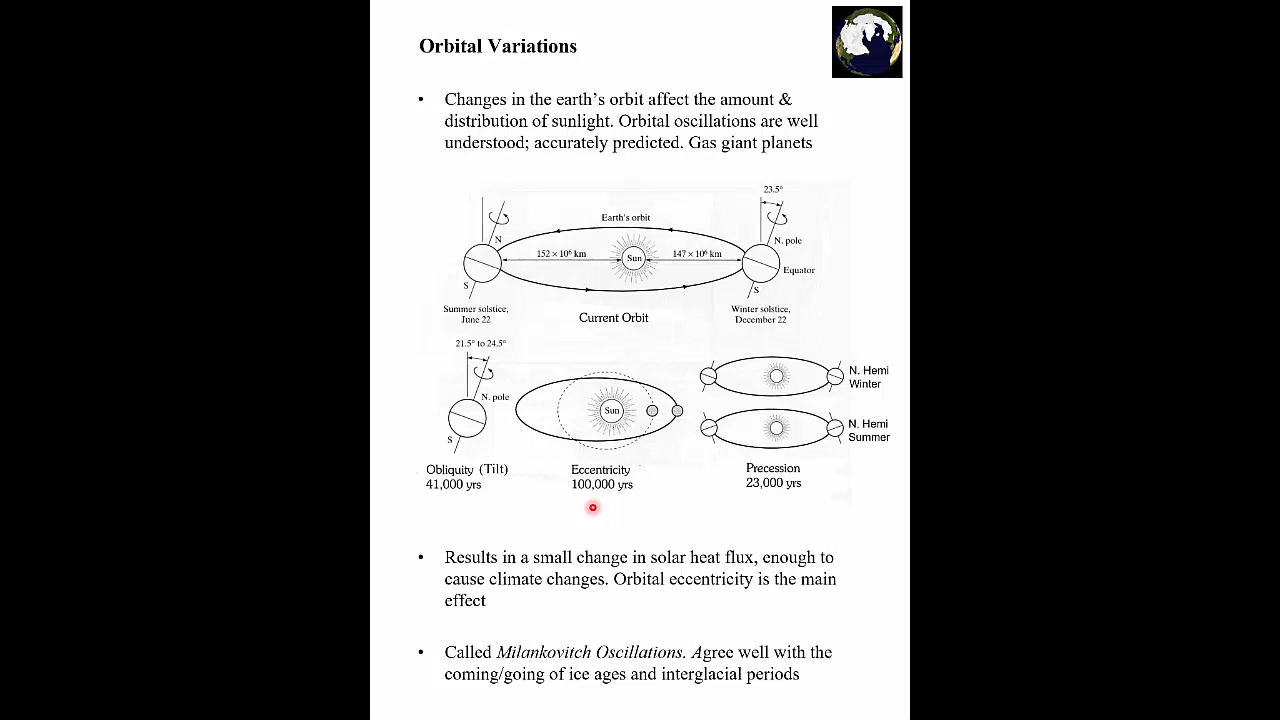 Orbital Variations
• Changes in the earth's orbit affect the amount &
distribution of sunlight. Orbital oscillations are well
understood; accurately predicted. Gas giant planets
23.5°
Earth's orbit
N
N. pole
152 × 10⁶ km
Sun
147 × 10⁶ km
Equator
S
S
Summer solstice,
June 22
Current Orbit
Winter solstice,
December 22
21.5° to 24.5°
N. pole
S
Sun
N. Hemi
Winter
N. Hemi
Summer
Obliquity (Tilt)
41,000 yrs
Eccentricity
100,000 yrs
Precession
23,000 yrs
• Results in a small change in solar heat flux, enough to
cause climate changes. Orbital eccentricity is the main
effect
• Called Milankovitch Oscillations. Agree well with the
coming/going of ice ages and interglacial periods